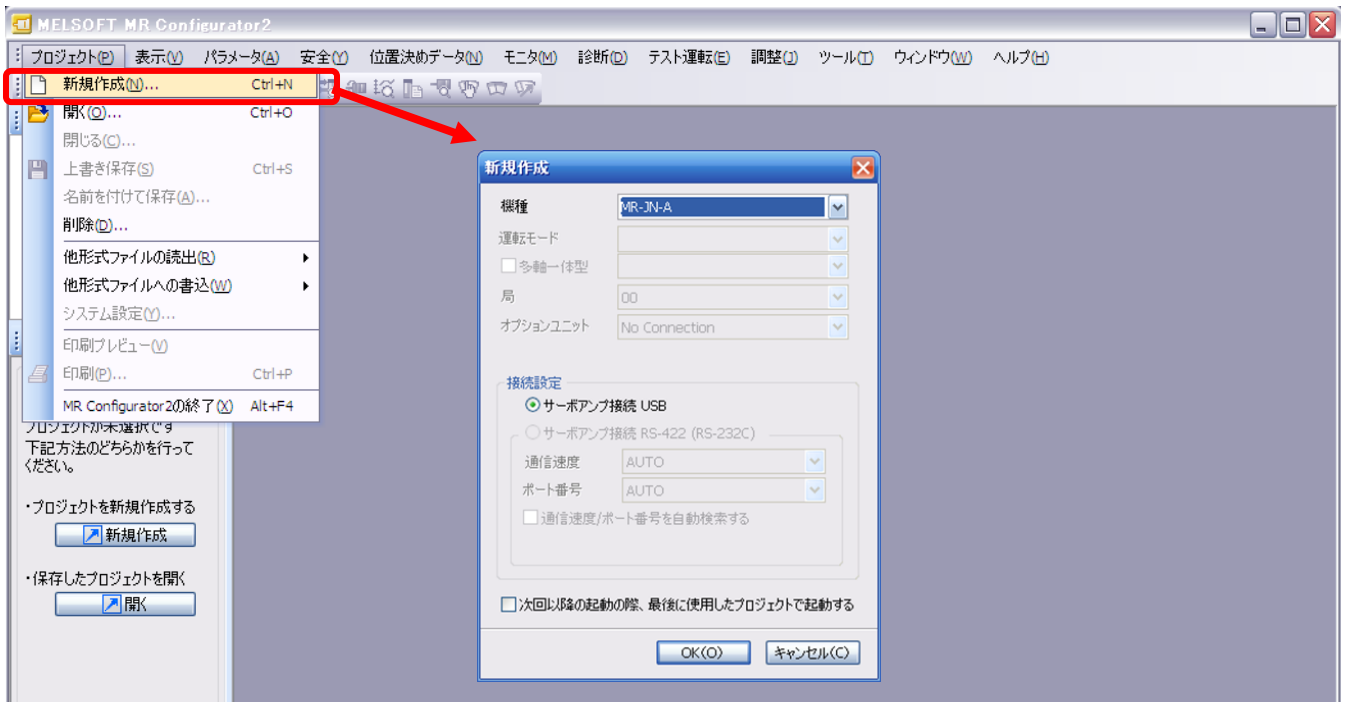 MELSOFT MR Configurator2
プロジェクト(P) 表示(V) パラメータ(A) 安全(Y) 位置決めデータ(N) モニタ(M) 診断(D) テスト運転(E) 調整(J) ツール(T) ウィンドウ(W) ヘルプ(H)
新規作成(N)... Ctrl+N
開く(O)... Ctrl+O
閉じる(C)...
上書き保存(S) Ctrl+S
名前を付けて保存(A)...
削除(D)...
他形式ファイルの読出(R)
他形式ファイルへの書込(W)
システム設定(Y)...
印刷プレビュー(V)
印刷(P)... Ctrl+P
MR Configurator2の終了(X) Alt+F4
プロジェクトが未選択です
下記方法のどちらかを行って
ください。
・プロジェクトを新規作成する
新規作成
・保存したプロジェクトを開く
開く
新規作成
機種 MR-JN-A
運転モード
多軸一体型
局 00
オプションユニット No Connection
接続設定
サーボアンプ接続 USB
サーボアンプ接続 RS-422 (RS-232C)
通信速度 AUTO
ポート番号 AUTO
通信速度/ポート番号を自動検索する
次回以降の起動の際、最後に使用したプロジェクトで起動する
OK(O) キャンセル(C)